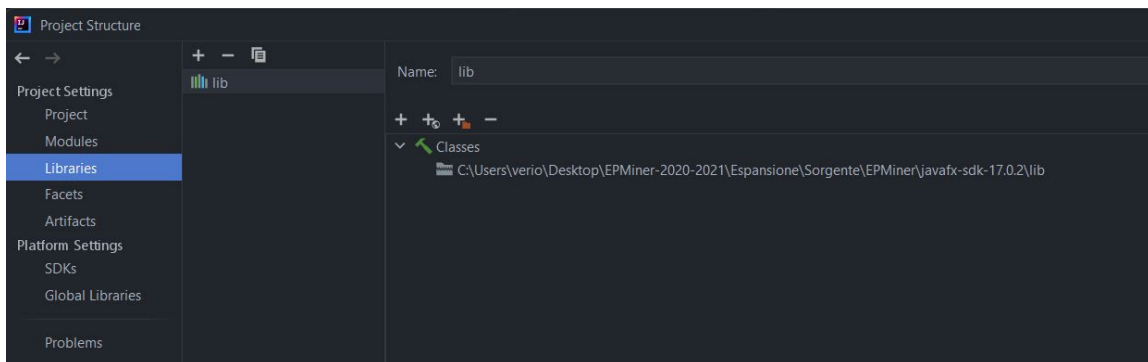 Project Structure
Project Settings
Project
Modules
Libraries
Facets
Artifacts
Platform Settings
SDKs
Global Libraries
Problems
lib
Name: lib
Classes
C:\Users\verio\Desktop\EPMiner-2020-2021\Espansione\Sorgente\EPMiner\javafx-sdk-17.0.2\lib